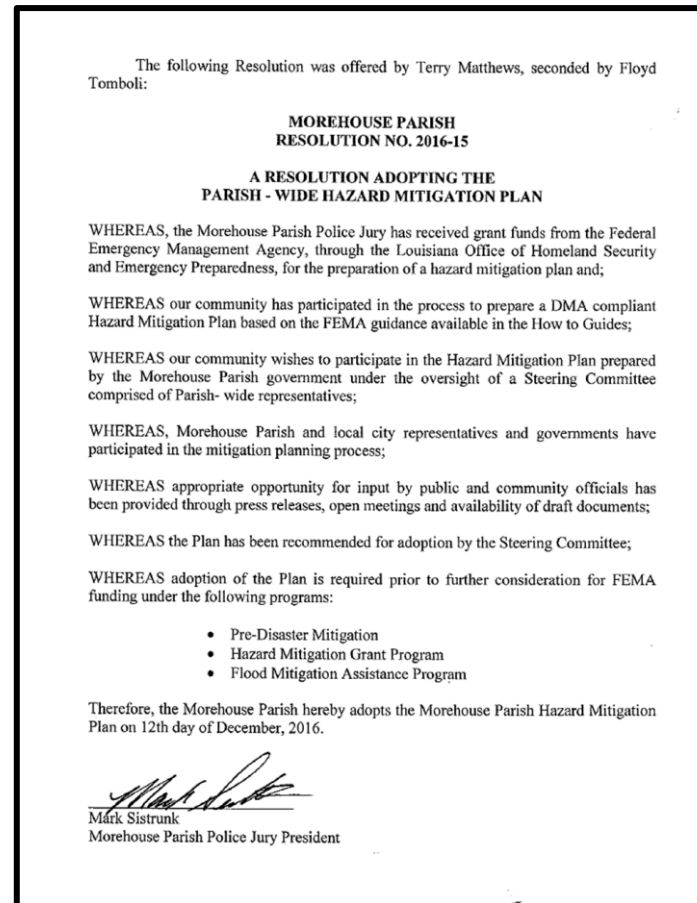 The following Resolution was offered by Terry Matthews, seconded by Floyd
Tomboli:
MOREHOUSE PARISH
RESOLUTION NO. 2016-15
A RESOLUTION ADOPTING THE
PARISH - WIDE HAZARD MITIGATION PLAN
WHEREAS, the Morehouse Parish Police Jury has received grant funds from the Federal
Emergency Management Agency, through the Louisiana Office of Homeland Security
and Emergency Preparedness, for the preparation of a hazard mitigation plan and;
WHEREAS our community has participated in the process to prepare a DMA compliant
Hazard Mitigation Plan based on the FEMA guidance available in the How to Guides;
WHEREAS our community wishes to participate in the Hazard Mitigation Plan prepared
by the Morehouse Parish government under the oversight of a Steering Committee
comprised of Parish- wide representatives;
WHEREAS, Morehouse Parish and local city representatives and governments have
participated in the mitigation planning process;
WHEREAS appropriate opportunity for input by public and community officials has
been provided through press releases, open meetings and availability of draft documents;
WHEREAS the Plan has been recommended for adoption by the Steering Committee;
WHEREAS adoption of the Plan is required prior to further consideration for FEMA
funding under the following programs:
• Pre-Disaster Mitigation
• Hazard Mitigation Grant Program
• Flood Mitigation Assistance Program
Therefore, the Morehouse Parish hereby adopts the Morehouse Parish Hazard Mitigation
Plan on 12th day of December, 2016.
Mark Sistrunk
Morehouse Parish Police Jury President